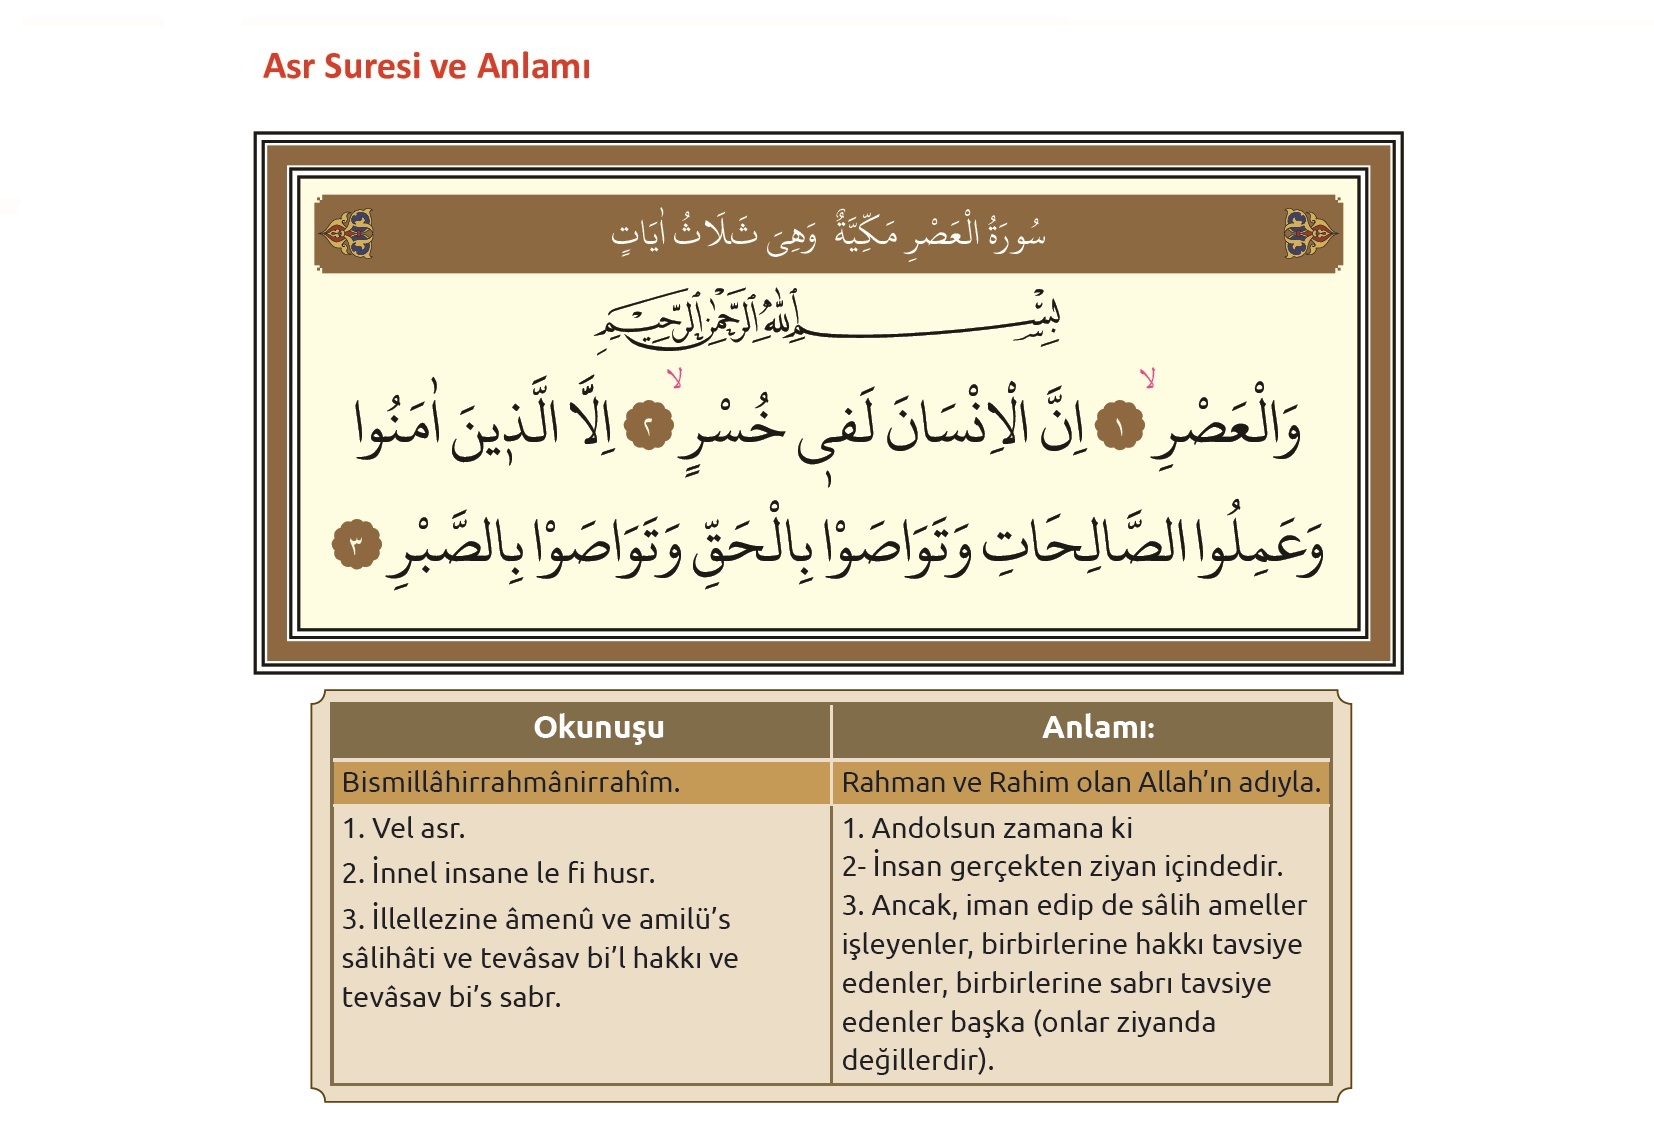 Asr Suresi ve Anlamı
سُورَةُ الْعَصْرِ مَكِّيَّةٌ وَهِىَ ثَلَاثُ اٰيَاتٍ
بِسْمِ اللّٰهِ الرَّحْمٰنِ الرَّحِيمِ
وَالْعَصْرِۙ ﴿١﴾ اِنَّ الْاِنْسَانَ لَفٖى خُسْرٍۙ ﴿٢﴾ اِلَّا الَّذٖينَ اٰمَنُوا
وَعَمِلُوا الصَّالِحَاتِ وَتَوَاصَوْا بِالْحَقِّ وَتَوَاصَوْا بِالصَّبْرِ ﴿٣﴾
Okunuşu
Bismillâhirrahmânirrahîm.
1. Vel asr.
2. İnnel insane le fi husr.
3. İllellezine âmenû ve amilü’s
sâlihâti ve tevâsav bi’l hakkı ve
tevâsav bi’s sabr.
Anlamı:
Rahman ve Rahim olan Allah’ın adıyla.
1. Andolsun zamana ki
2- İnsan gerçekten ziyan içindedir.
3. Ancak, iman edip de sâlih ameller
işleyenler, birbirlerine hakkı tavsiye
edenler, birbirlerine sabrı tavsiye
edenler başka (onlar ziyanda
değillerdir).